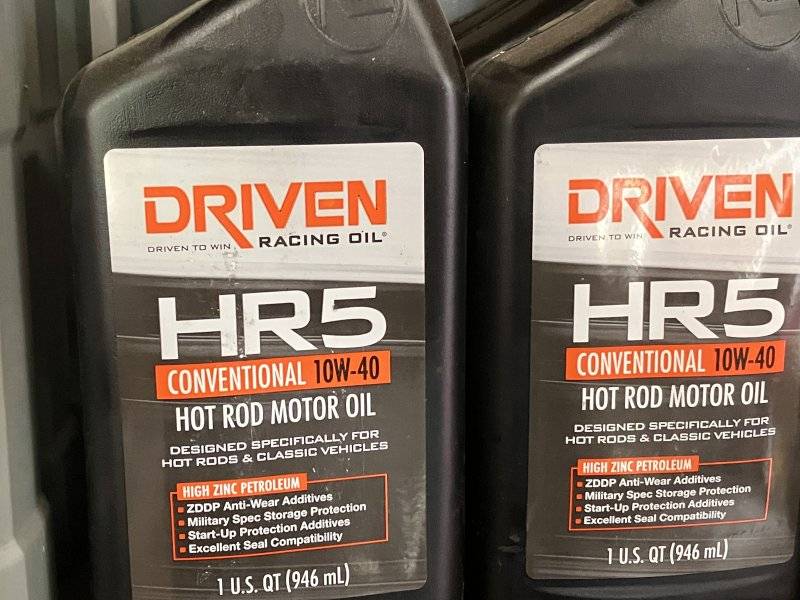 DRIVEN
DRIVEN TO WIN RACING OIL®
HR5
CONVENTIONAL 10W-40
HOT ROD MOTOR OIL
DESIGNED SPECIFICALLY FOR
HOT RODS & CLASSIC VEHICLES
HIGH ZINC PETROLEUM
ZDDP Anti-Wear Additives
Military Spec Storage Protection
Start-Up Protection Additives
Excellent Seal Compatibility
1 U.S. QT (946 mL)
DRIVEN
DRIVEN TO WIN RACING OIL®
HR5
CONVENTIONAL 10W-40
HOT ROD MOTOR OIL
DESIGNED SPECIFICALLY FOR
HOT RODS & CLASSIC VEHICLES
HIGH ZINC PETROLEUM
ZDDP Anti-Wear Additives
Military Spec Storage Protection
Start-Up Protection Additives
Excellent Seal Compatibility
1 U.S. QT (946 mL)